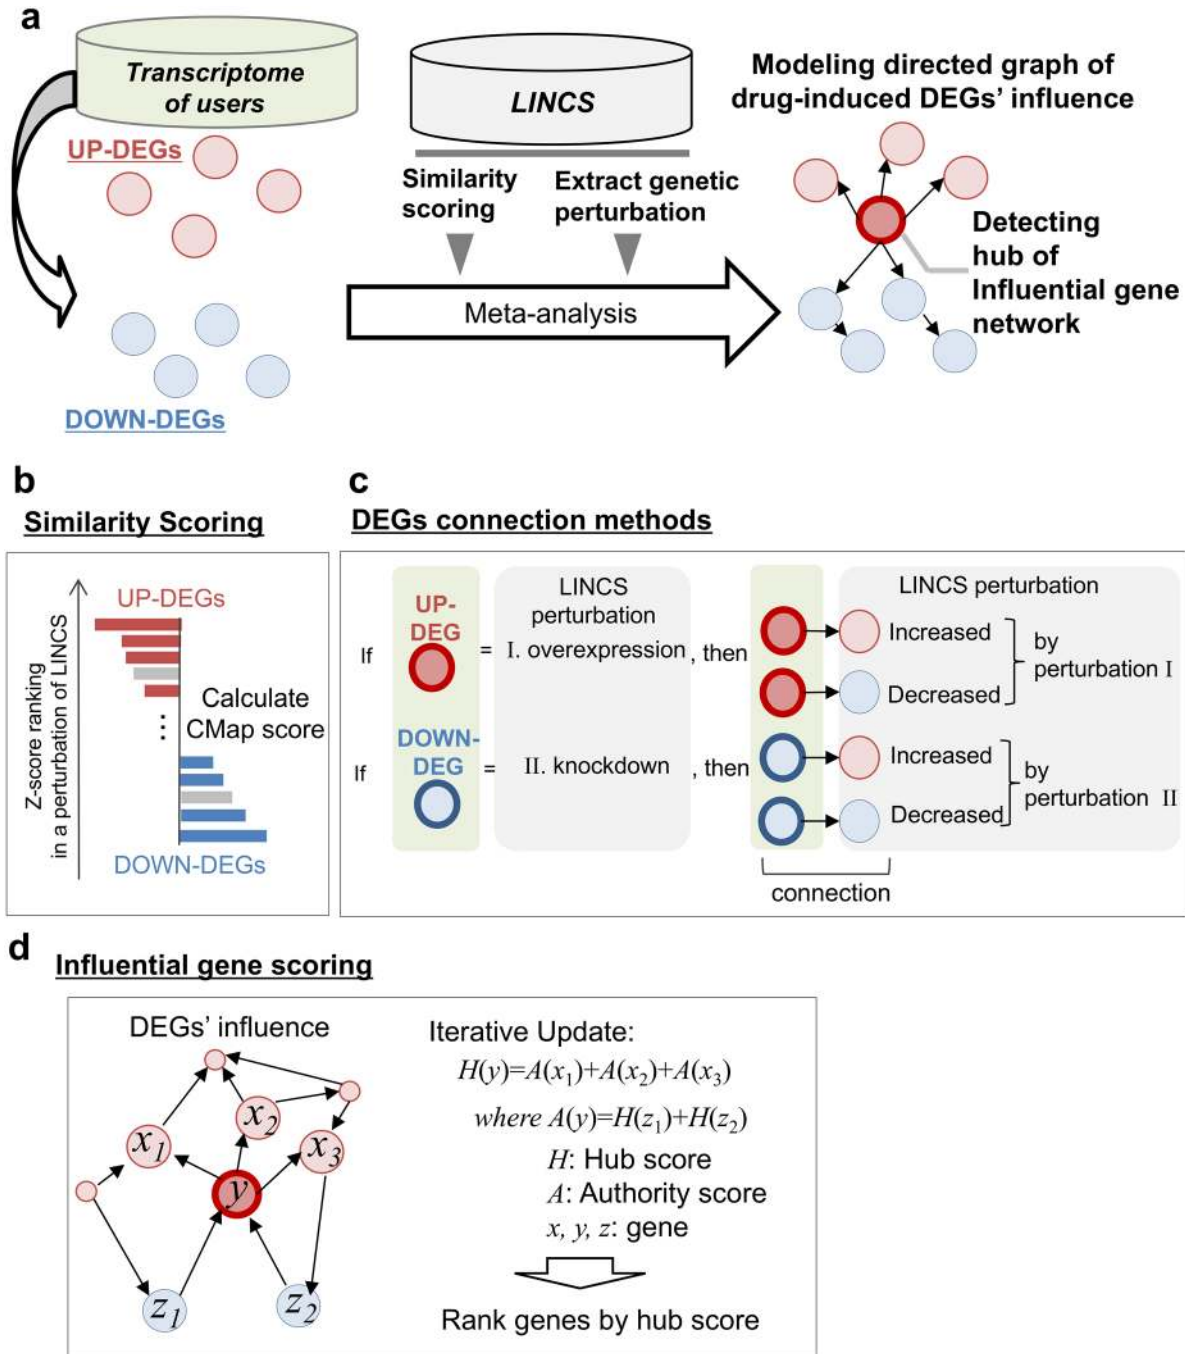 a
Transcriptome
of users
UP-DEGs
DOWN-DEGs
LINCS
Similarity
scoring
Extract genetic
perturbation
Meta-analysis
Modeling directed graph of
drug-induced DEGs' influence
Detecting
hub of
Influential gene
network
b
Similarity Scoring
Z-score ranking
in a perturbation of LINCS
UP-DEGs
Calculate
CMap score
DOWN-DEGs
c
DEGs connection methods
If
UP-
DEG
=
LINCS
perturbation
I. overexpression
, then
If
DOWN-
DEG
=
II. knockdown
, then
LINCS perturbation
Increased
Decreased
by
perturbation I
Increased
Decreased
by
perturbation II
connection
d
Influential gene scoring
DEGs' influence
x1
x2
x3
y
z1
z2
Iterative Update:
H(y)=A(x1)+A(x2)+A(x3)
where A(y)=H(z1)+H(z2)
H: Hub score
A: Authority score
x, y, z: gene
Rank genes by hub score